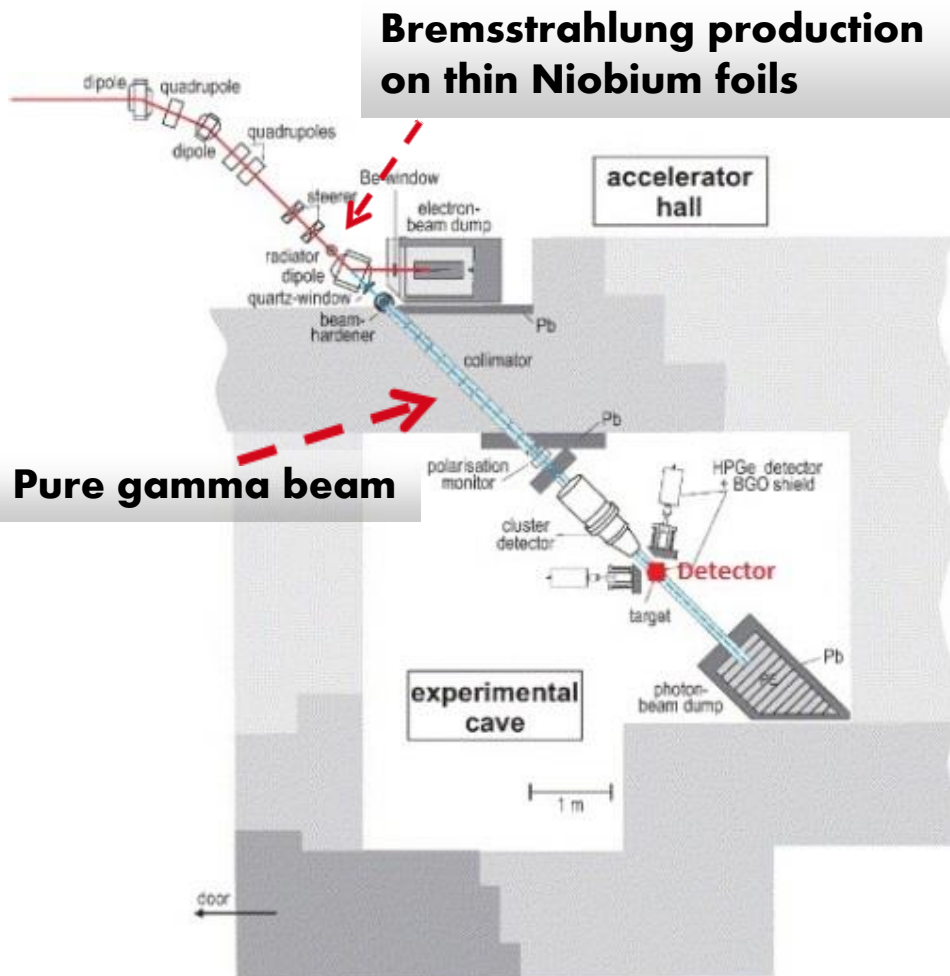 Bremsstrahlung production
on thin Niobium foils
dipole
quadrupole
quadrupoles
dipole
steerer
Be-window
electron-
beam dump
accelerator
hall
radiator
dipole
quartz-window
beam-
hardener
Pb
collimator
Pure gamma beam
Pb
polarisation
monitor
HPGe detector
+ BGO shield
cluster
detector
Detector
target
Pb
PE
photon-
beam dump
experimental
cave
1 m
door